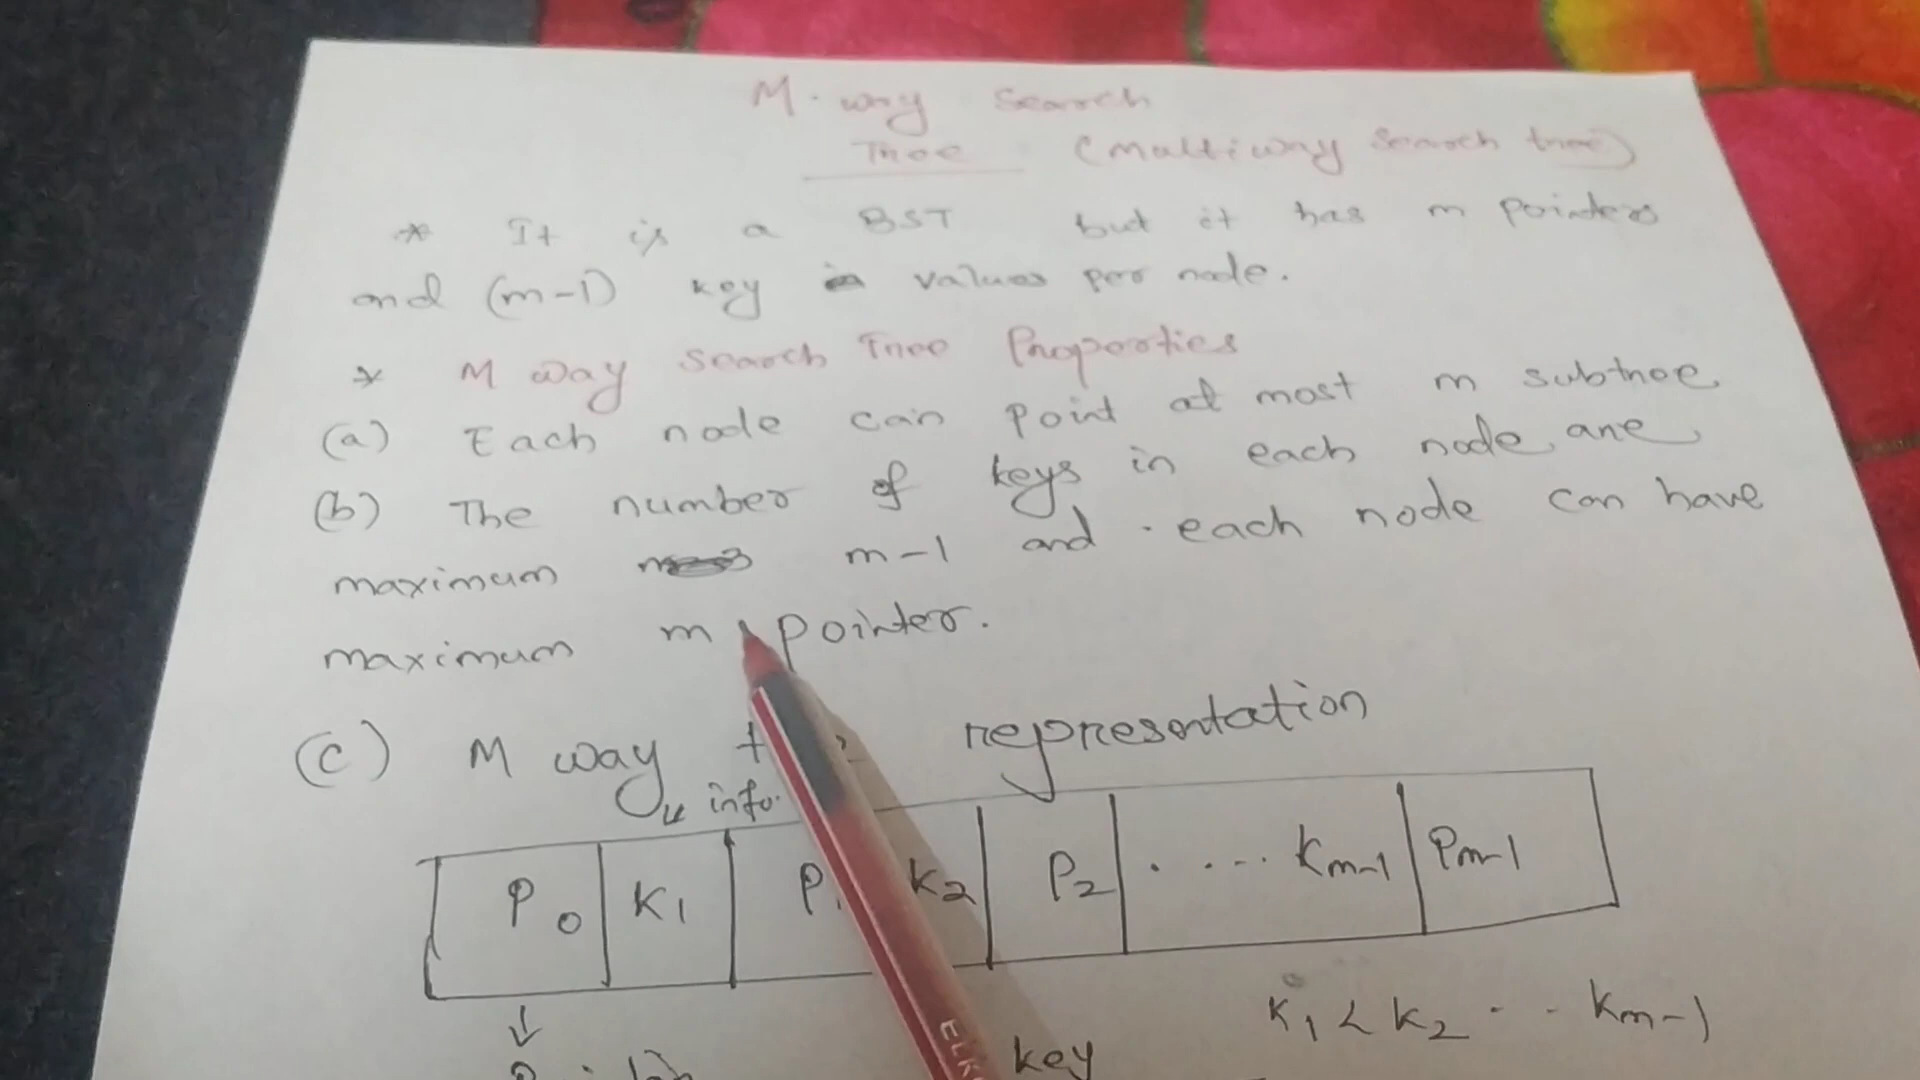 M-way Search
Tree (Multiway Search tree)
* It is a BST but it has m pointers
and (m-1) key values per node.
* M way Search Tree Properties
(a) Each node can point at most m subtree
(b) The number of keys in each node are
maximum m-1 and each node can have
maximum m pointer.
(c) M way representation
info.
P0 K1 P1 K2 P2 .... Km-1 Pm-1
K1 < K2 .. Km-1
key
ELK